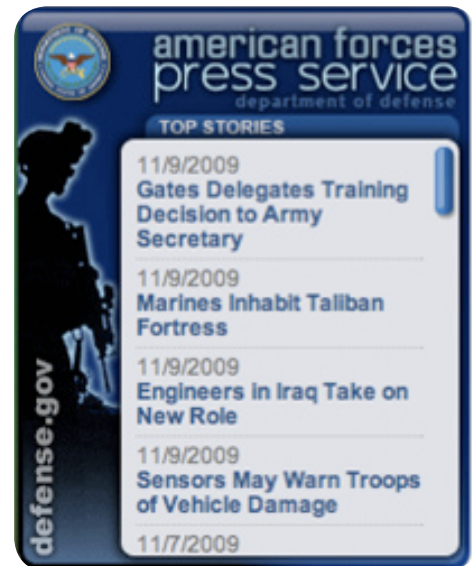 american forces
press service
department of defense
TOP STORIES
11/9/2009
Gates Delegates Training
Decision to Army
Secretary
11/9/2009
Marines Inhabit Taliban
Fortress
11/9/2009
Engineers in Iraq Take on
New Role
11/9/2009
Sensors May Warn Troops
of Vehicle Damage
11/7/2009
defense.gov